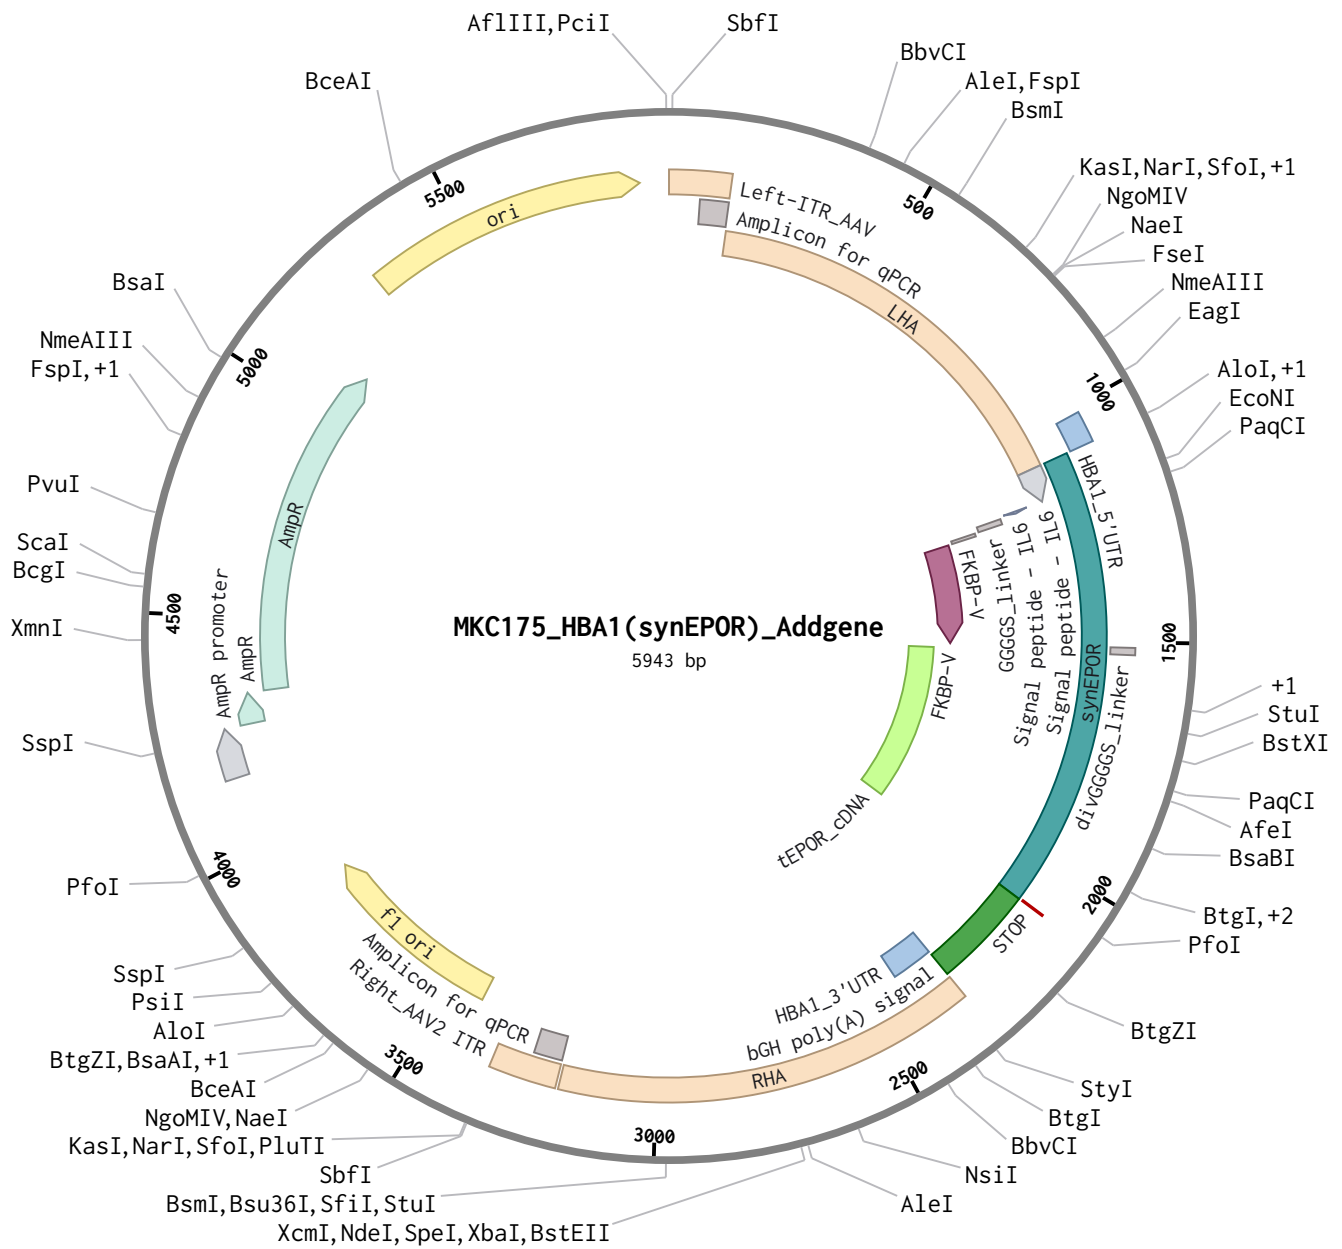 AflIII,PciI
SbfI
BbvCI
AleI,FspI
BsmI
KasI,NarI,SfoI,+1
NgoMIV
NaeI
FseI
NmeAIII
EagI
AloI,+1
EcoNI
PaqCI
+1
StuI
BstXI
PaqCI
AfeI
BsaBI
BtgI,+2
PfoI
BtgZI
StyI
BtgI
BbvCI
NsiI
AleI
XcmI,NdeI,SpeI,XbaI,BstEII
BsmI,Bsu36I,SfiI,StuI
SbfI
KasI,NarI,SfoI,PluTI
NgoMIV,NaeI
BceAI
BtgZI,BsaAI,+1
AloI
PsiI
SspI
PfoI
SspI
XmnI
BcgI
ScaI
PvuI
FspI,+1
NmeAIII
BsaI
BceAI
500
1000
1500
2000
2500
3000
3500
4000
4500
5000
5500
Left-ITR_AAV
Amplicon for qPCR
LHA
HBA1_5'UTR
Signal peptide - IL6
Signal peptide - IL6
GGGGS_linker
FKBP-V
FKBP-V
synEPOR
divGGGGS_linker
tEPOR_cDNA
STOP
HBA1_3'UTR
bGH poly(A) signal
RHA
Amplicon for qPCR
Right_AAV2 ITR
f1 ori
AmpR promoter
AmpR
AmpR
ori
MKC175_HBA1(synEPOR)_Addgene
5943 bp